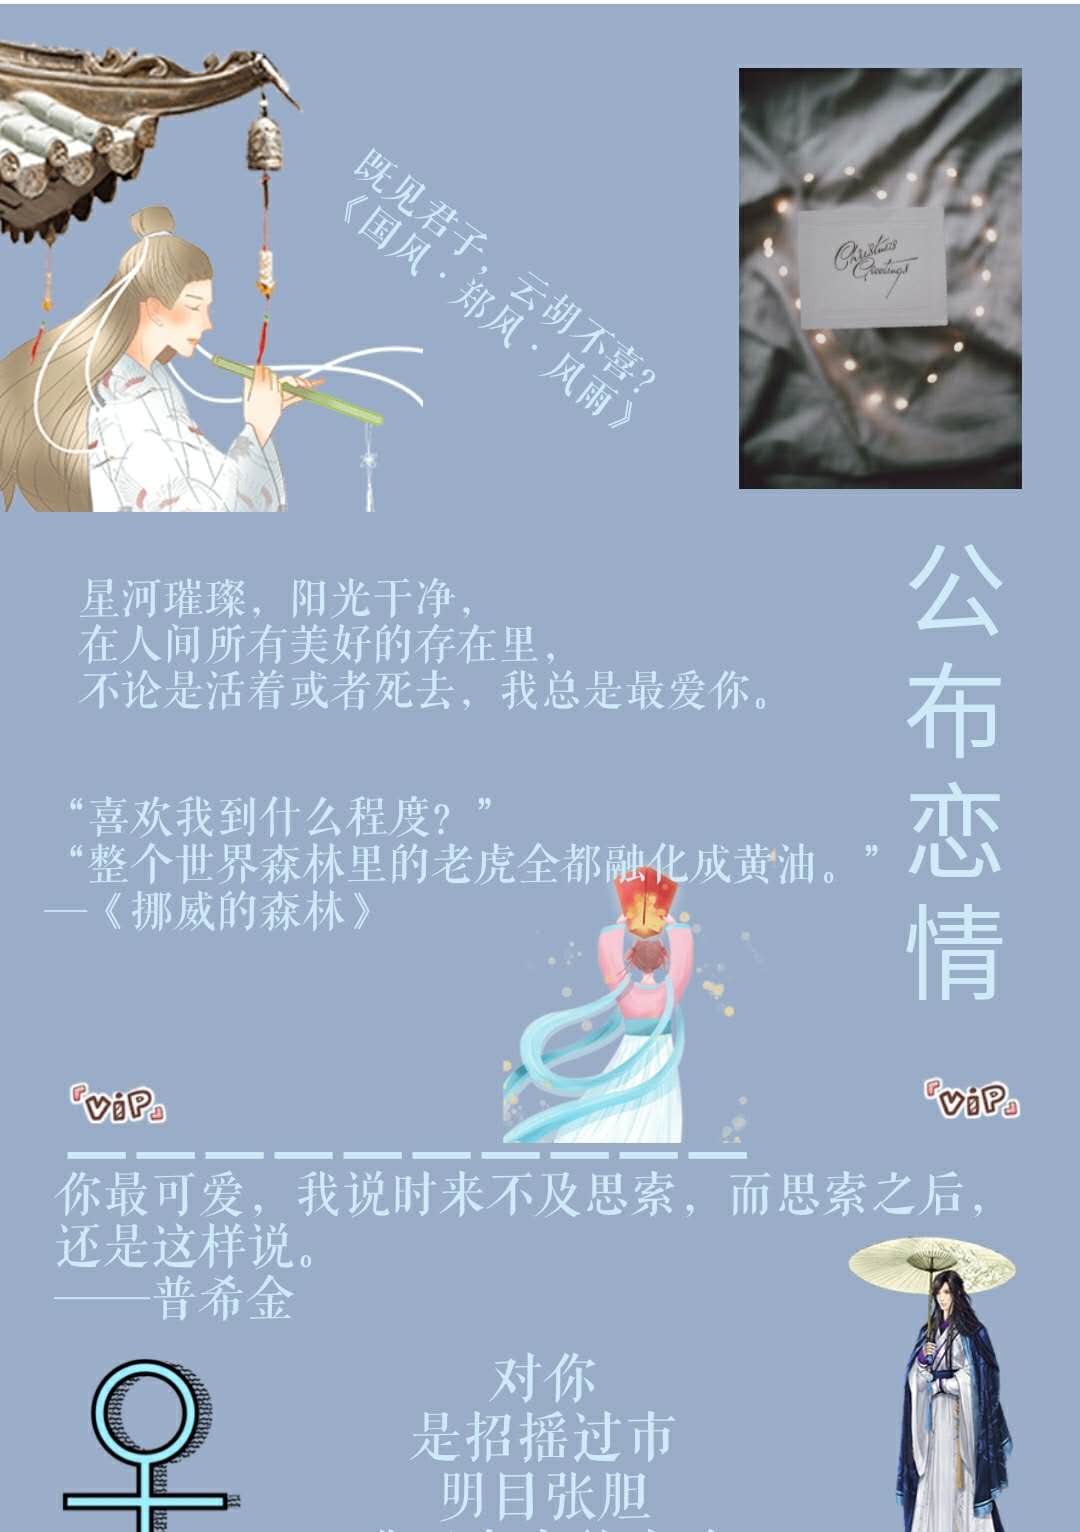 既见君子，云胡不喜？
《国风·郑风·风雨》
Christmas
Greetings
公布恋情
星河璀璨，阳光干净，
在人间所有美好的存在里，
不论是活着或者死去，我总是最爱你。
“喜欢我到什么程度？”
“整个世界森林里的老虎全都融化成黄油。”
—《挪威的森林》
『ViP』
『ViP』
你最可爱，我说时来不及思索，而思索之后，
还是这样说。
——普希金
对你
是招摇过市
明目张胆